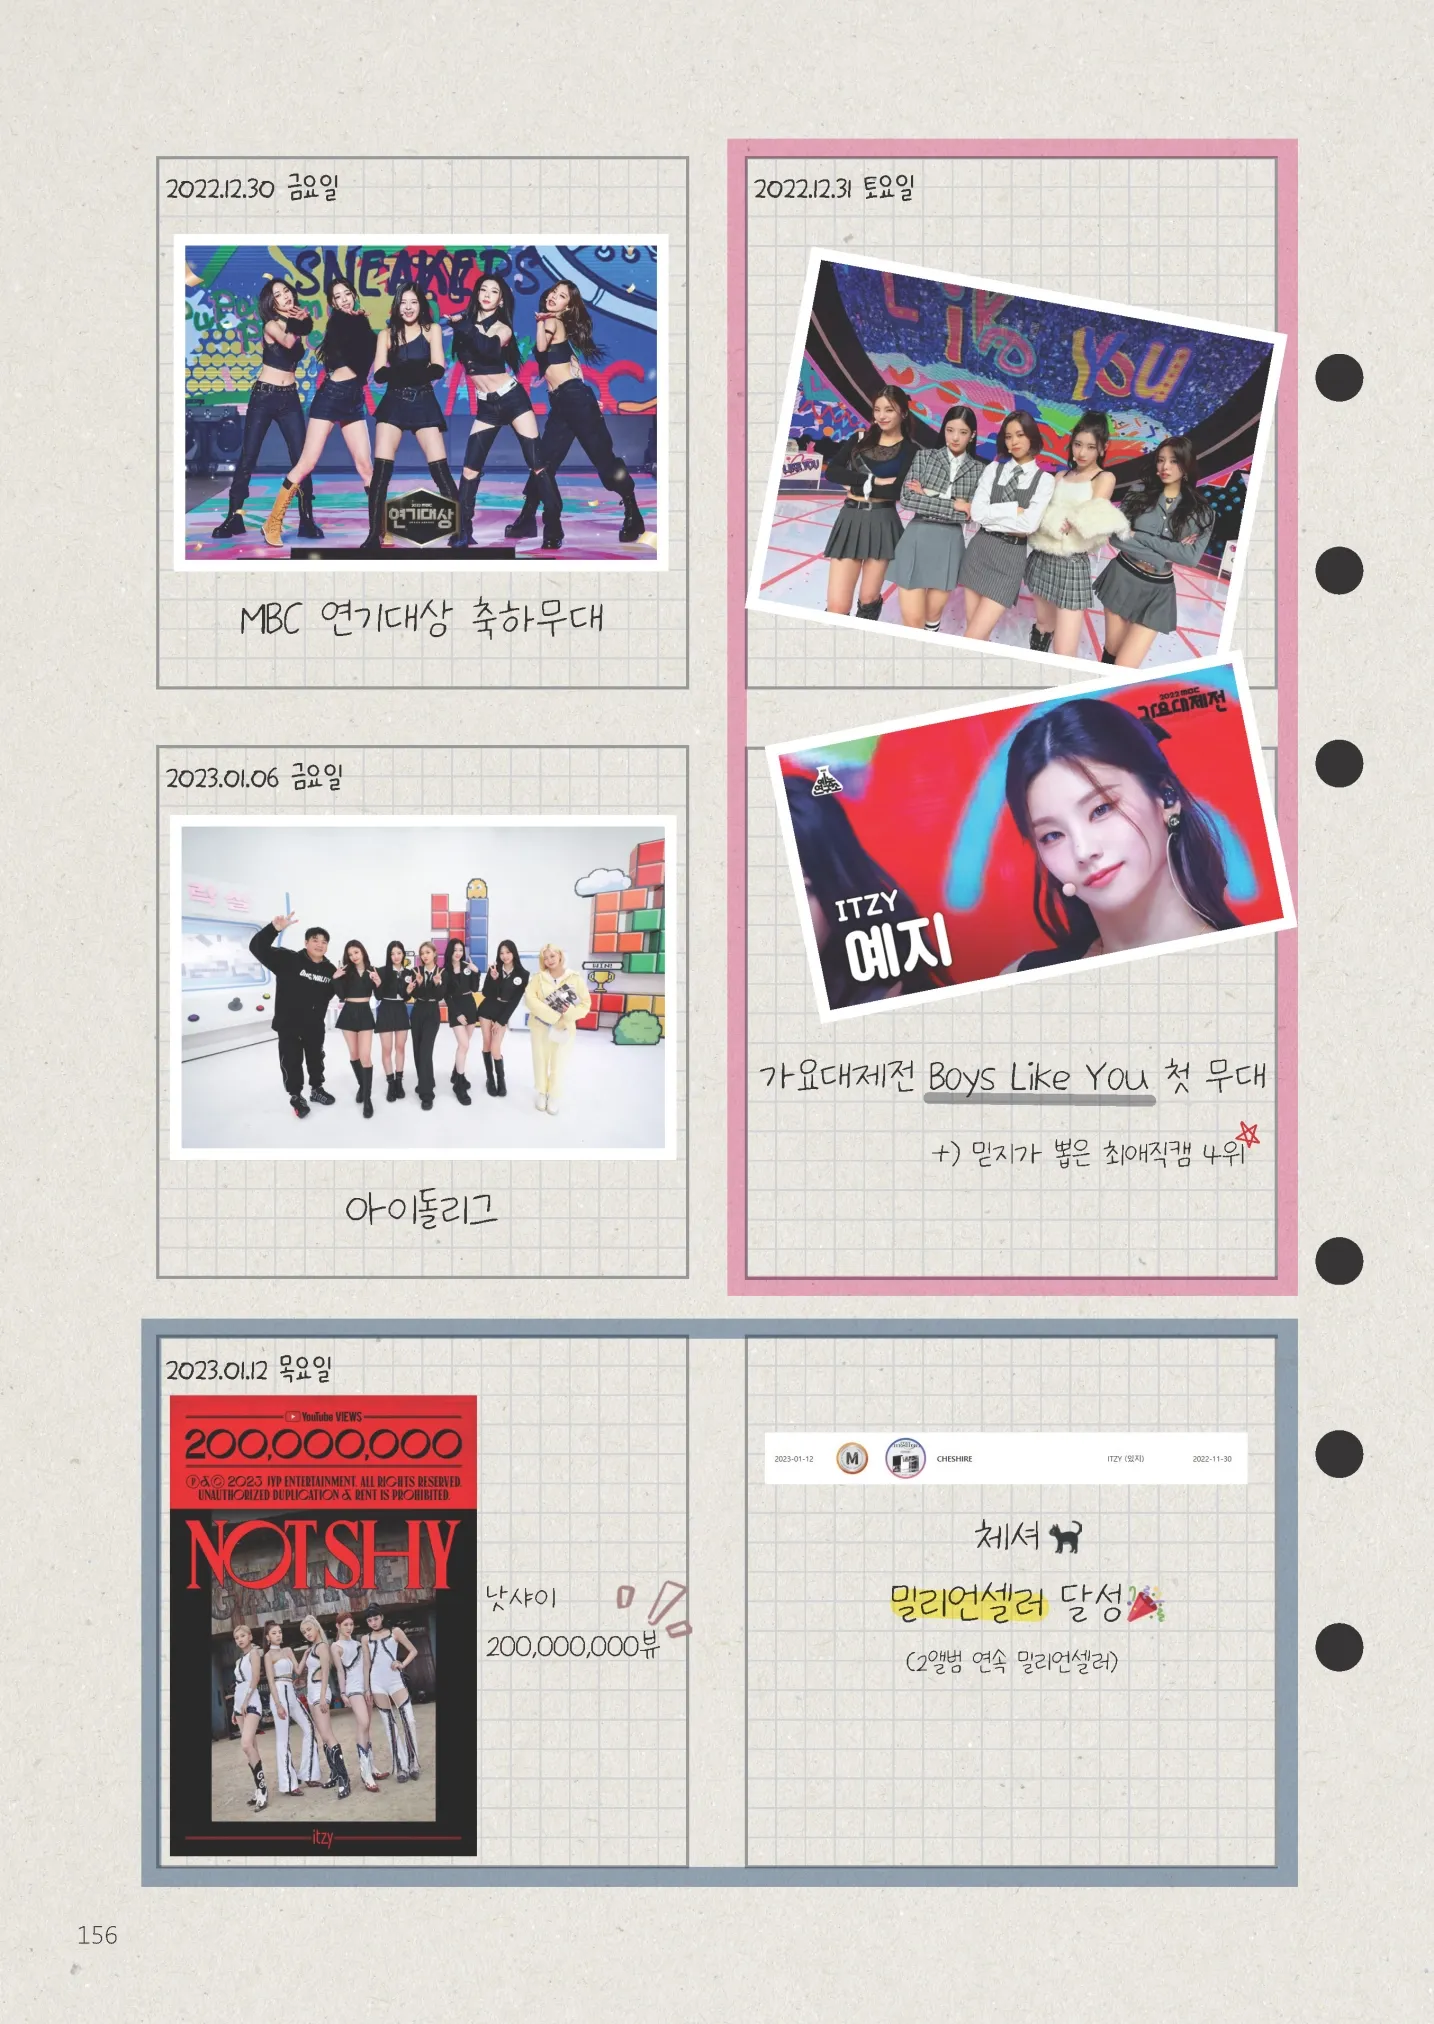 2022.12.30 금요일
SNEAKERS
연기대상
MBC 연기대상 축하무대
2022.12.31 토요일
Like You
2022 MBC
가요대제전
ITZY
예지
가요대제전 Boys Like You 첫 무대
+) 믿지가 뽑은 최애직캠 4위
2023.01.06 금요일
WIN!
아이돌리그
2023.01.12 목요일
YouTube VIEWS
200,000,000
Ⓟ&Ⓒ 2023 JYP ENTERTAINMENT. ALL RIGHTS RESERVED.
UNAUTHORIZED DUPLICATION & RENT IS PROHIBITED.
NOT SHY
itzy
낫샤이
200,000,000뷰
2023-01-12 M CHESHIRE ITZY (있지) 2022-11-30
체셔
밀리언셀러 달성
(2앨범 연속 밀리언셀러)
156